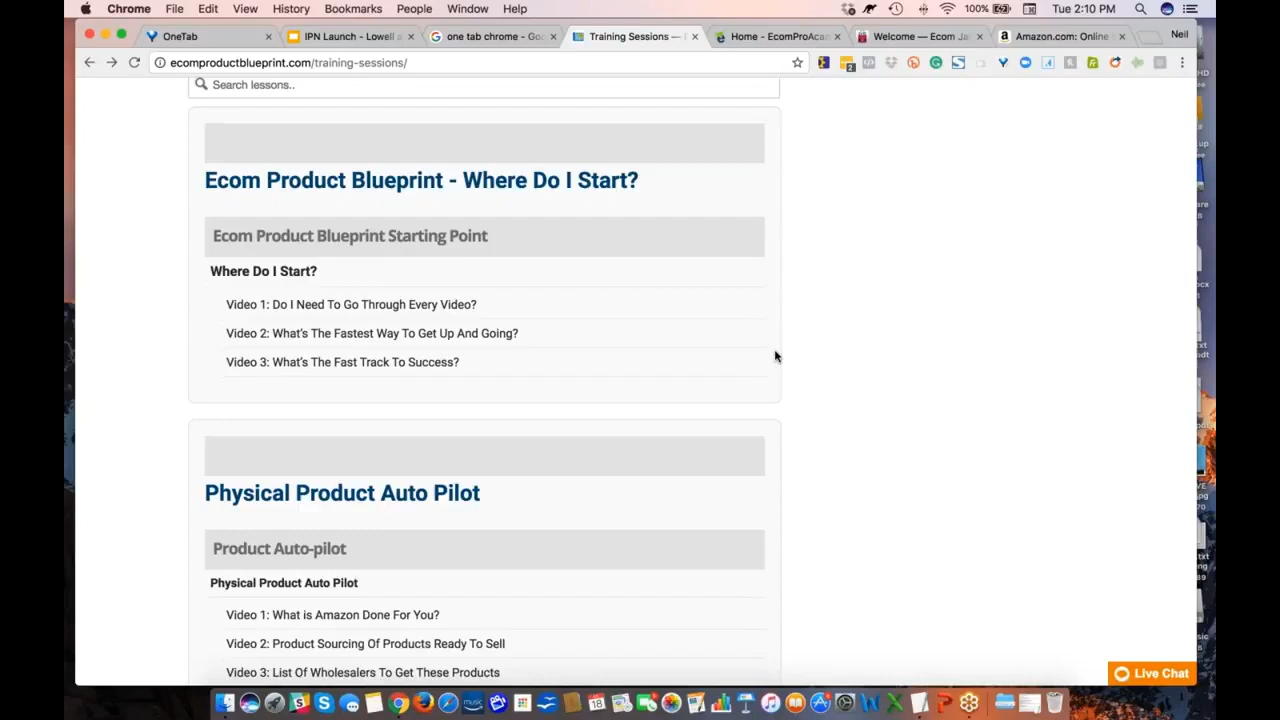 Chrome File Edit View History Bookmarks People Window Help 100% Tue 2:10 PM
OneTab IPN Launch - Lowell a one tab chrome - Goo Training Sessions — Home - EcomProAca Welcome — Ecom Ja Amazon.com: Online Neil
ecomproductblueprint.com/training-sessions/
Search lessons..
Ecom Product Blueprint - Where Do I Start?
Ecom Product Blueprint Starting Point
Where Do I Start?
Video 1: Do I Need To Go Through Every Video?
Video 2: What's The Fastest Way To Get Up And Going?
Video 3: What's The Fast Track To Success?
Physical Product Auto Pilot
Product Auto-pilot
Physical Product Auto Pilot
Video 1: What is Amazon Done For You?
Video 2: Product Sourcing Of Products Ready To Sell
Video 3: List Of Wholesalers To Get These Products
Live Chat